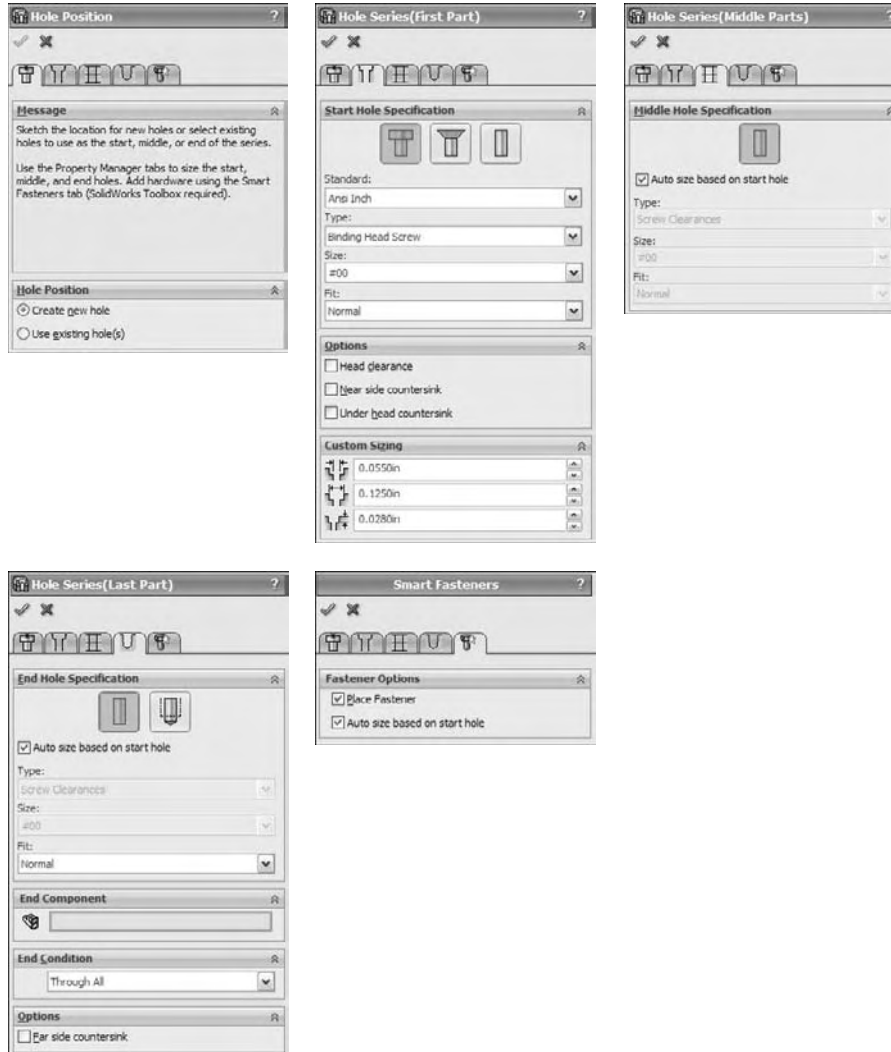 Hole Position ?
Message
Sketch the location for new holes or select existing
holes to use as the start, middle, or end of the series.
Use the Property Manager tabs to size the start,
middle, and end holes. Add hardware using the Smart
Fasteners tab (SolidWorks Toolbox required).
Hole Position
Create new hole
Use existing hole(s)
Hole Series(First Part) ?
Start Hole Specification
Standard:
Ansi Inch
Type:
Binding Head Screw
Size:
#00
Fit:
Normal
Options
Head clearance
Near side countersink
Under head countersink
Custom Sizing
0.0550in
0.1250in
0.0280in
Hole Series(Middle Parts) ?
Middle Hole Specification
Auto size based on start hole
Type:
Screw Clearances
Size:
#00
Fit:
Normal
Hole Series(Last Part) ?
End Hole Specification
Auto size based on start hole
Type:
Screw Clearances
Size:
#00
Fit:
Normal
End Component
End Condition
Through All
Options
Far side countersink
Smart Fasteners ?
Fastener Options
Place Fastener
Auto size based on start hole